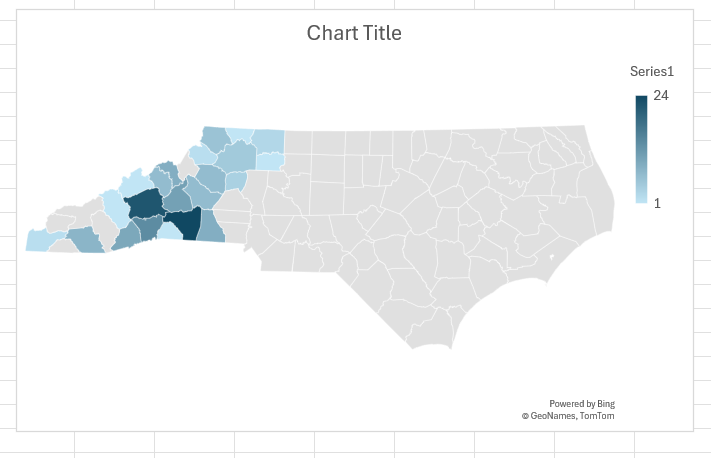 Chart Title
Series1
24
1
Powered by Bing
© GeoNames, TomTom